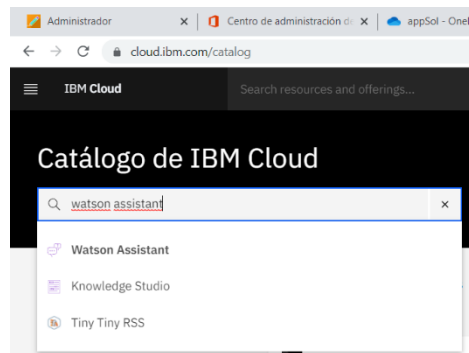 Administrador
Centro de administración de
appSol - Onel
cloud.ibm.com/catalog
IBM Cloud
Search resources and offerings...
Catálogo de IBM Cloud
watson assistant
Watson Assistant
Knowledge Studio
Tiny Tiny RSS